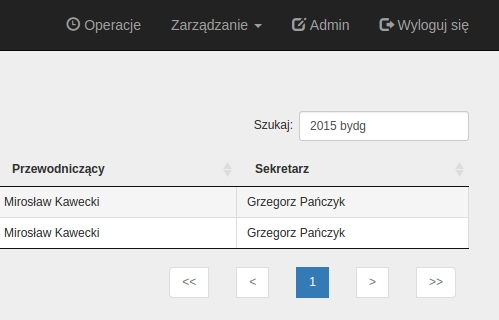 Operacje Zarządzanie Admin Wyloguj się
Szukaj: 2015 bydg
Przewodniczący Sekretarz
Mirosław Kawecki Grzegorz Pańczyk
Mirosław Kawecki Grzegorz Pańczyk
<< < 1 > >>